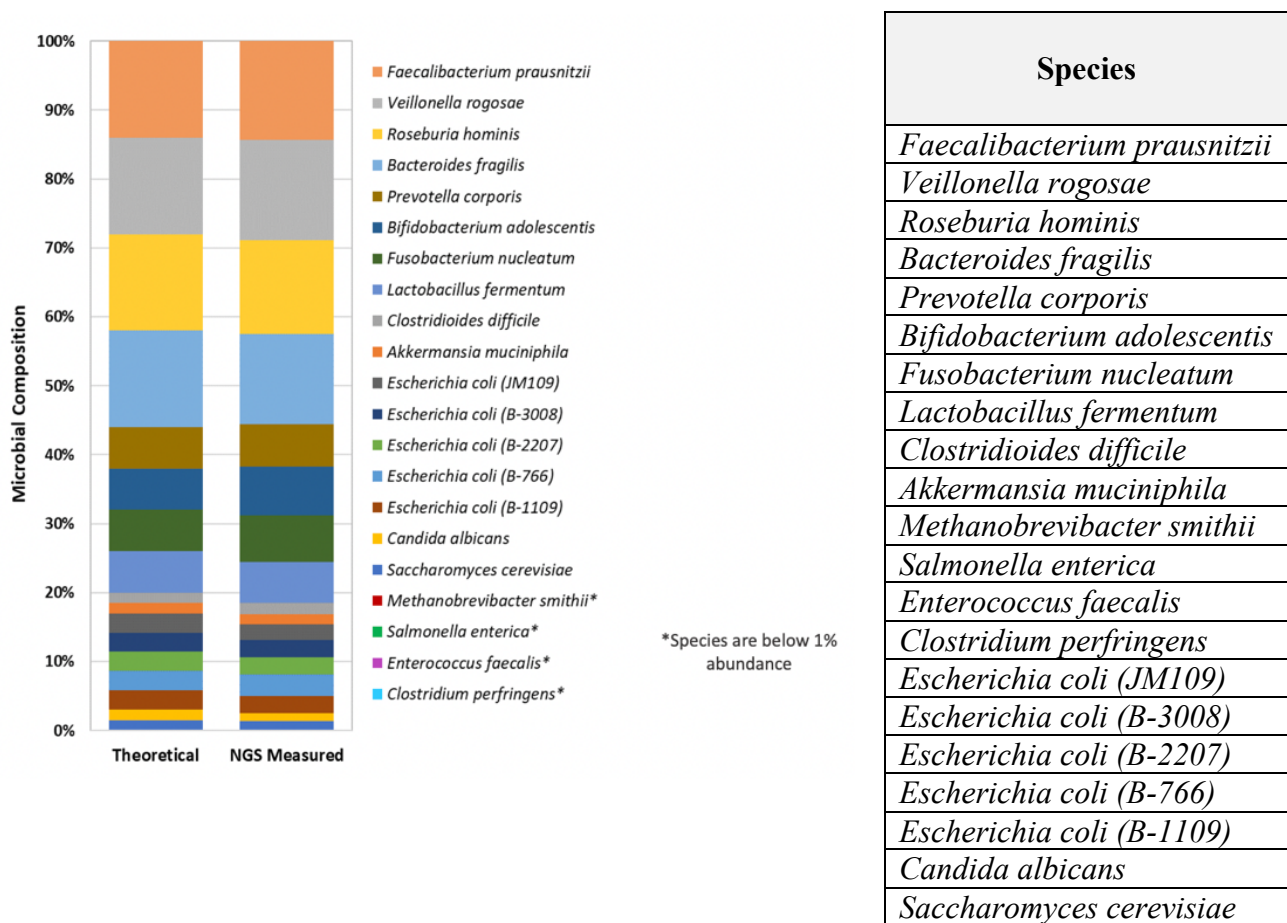 100%
90%
80%
70%
60%
50%
40%
30%
20%
10%
0%
Microbial Composition
Theoretical
NGS Measured
Faecalibacterium prausnitzii
Veillonella rogosae
Roseburia hominis
Bacteroides fragilis
Prevotella corporis
Bifidobacterium adolescentis
Fusobacterium nucleatum
Lactobacillus fermentum
Clostridioides difficile
Akkermansia muciniphila
Escherichia coli (JM109)
Escherichia coli (B-3008)
Escherichia coli (B-2207)
Escherichia coli (B-766)
Escherichia coli (B-1109)
Candida albicans
Saccharomyces cerevisiae
Methanobrevibacter smithii*
Salmonella enterica*
Enterococcus faecalis*
Clostridium perfringens*
*Species are below 1%
abundance
Species
Faecalibacterium prausnitzii
Veillonella rogosae
Roseburia hominis
Bacteroides fragilis
Prevotella corporis
Bifidobacterium adolescentis
Fusobacterium nucleatum
Lactobacillus fermentum
Clostridioides difficile
Akkermansia muciniphila
Methanobrevibacter smithii
Salmonella enterica
Enterococcus faecalis
Clostridium perfringens
Escherichia coli (JM109)
Escherichia coli (B-3008)
Escherichia coli (B-2207)
Escherichia coli (B-766)
Escherichia coli (B-1109)
Candida albicans
Saccharomyces cerevisiae